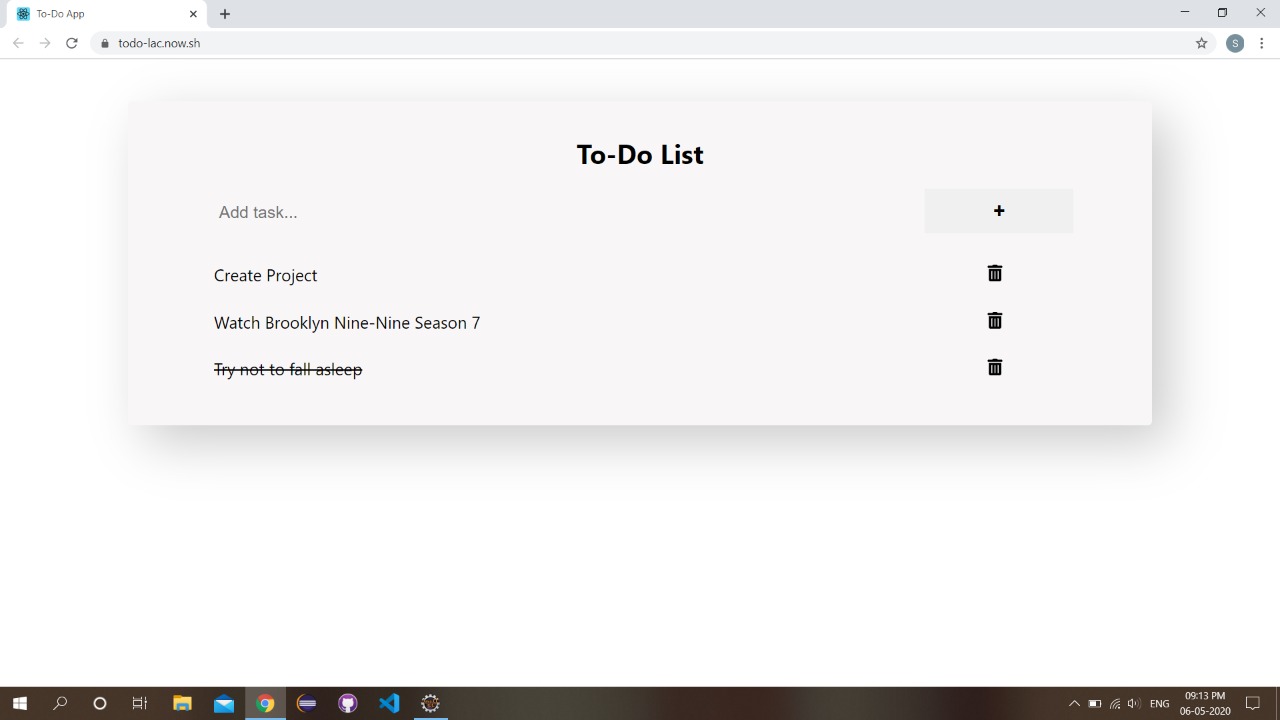 To-Do App
todo-lac.now.sh
S
To-Do List
Add task...
+
Create Project
Watch Brooklyn Nine-Nine Season 7
Try not to fall asleep
ENG
09:13 PM
06-05-2020